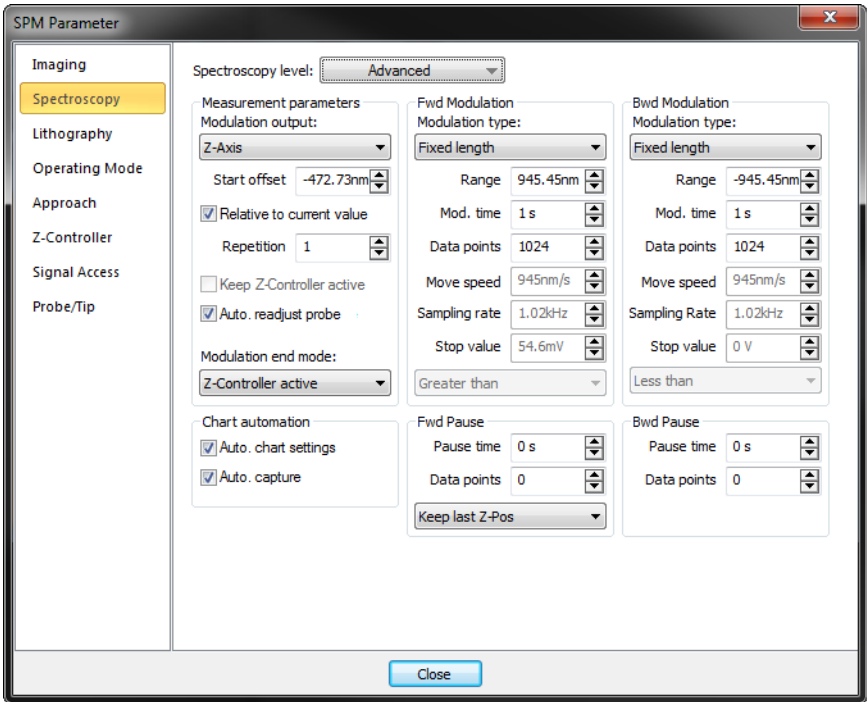 SPM Parameter
Imaging
Spectroscopy
Lithography
Operating Mode
Approach
Z-Controller
Signal Access
Probe/Tip
Spectroscopy level: Advanced
Measurement parameters
Modulation output:
Z-Axis
Start offset -472.73nm
Relative to current value
Repetition 1
Keep Z-Controller active
Auto. readjust probe
Modulation end mode:
Z-Controller active
Fwd Modulation
Modulation type:
Fixed length
Range 945.45nm
Mod. time 1 s
Data points 1024
Move speed 945nm/s
Sampling rate 1.02kHz
Stop value 54.6mV
Greater than
Bwd Modulation
Modulation type:
Fixed length
Range -945.45nm
Mod. time 1 s
Data points 1024
Move speed 945nm/s
Sampling Rate 1.02kHz
Stop value 0 V
Less than
Chart automation
Auto. chart settings
Auto. capture
Fwd Pause
Pause time 0 s
Data points 0
Keep last Z-Pos
Bwd Pause
Pause time 0 s
Data points 0
Close